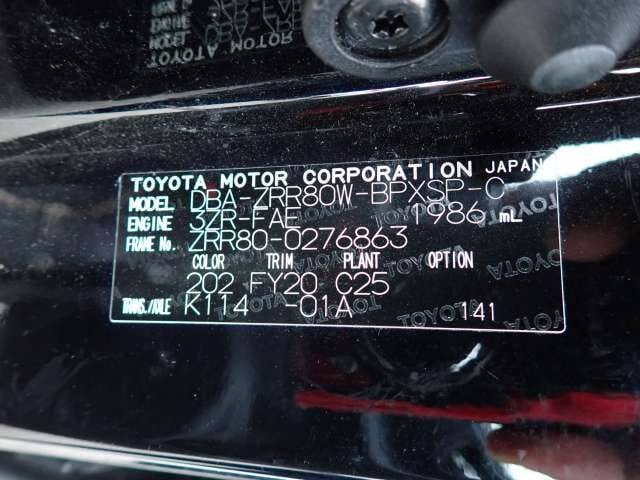 TOYOTA MOTOR CORPORATION JAPAN
MODEL DBA-ZRR80W-BPXSP-C
ENGINE 3ZR-FAE 1986 mL
FRAME No. ZRR80-0276863
COLOR TRIM PLANT OPTION
202 FY20 C25
TRANS./AXLE K114 -01A 141